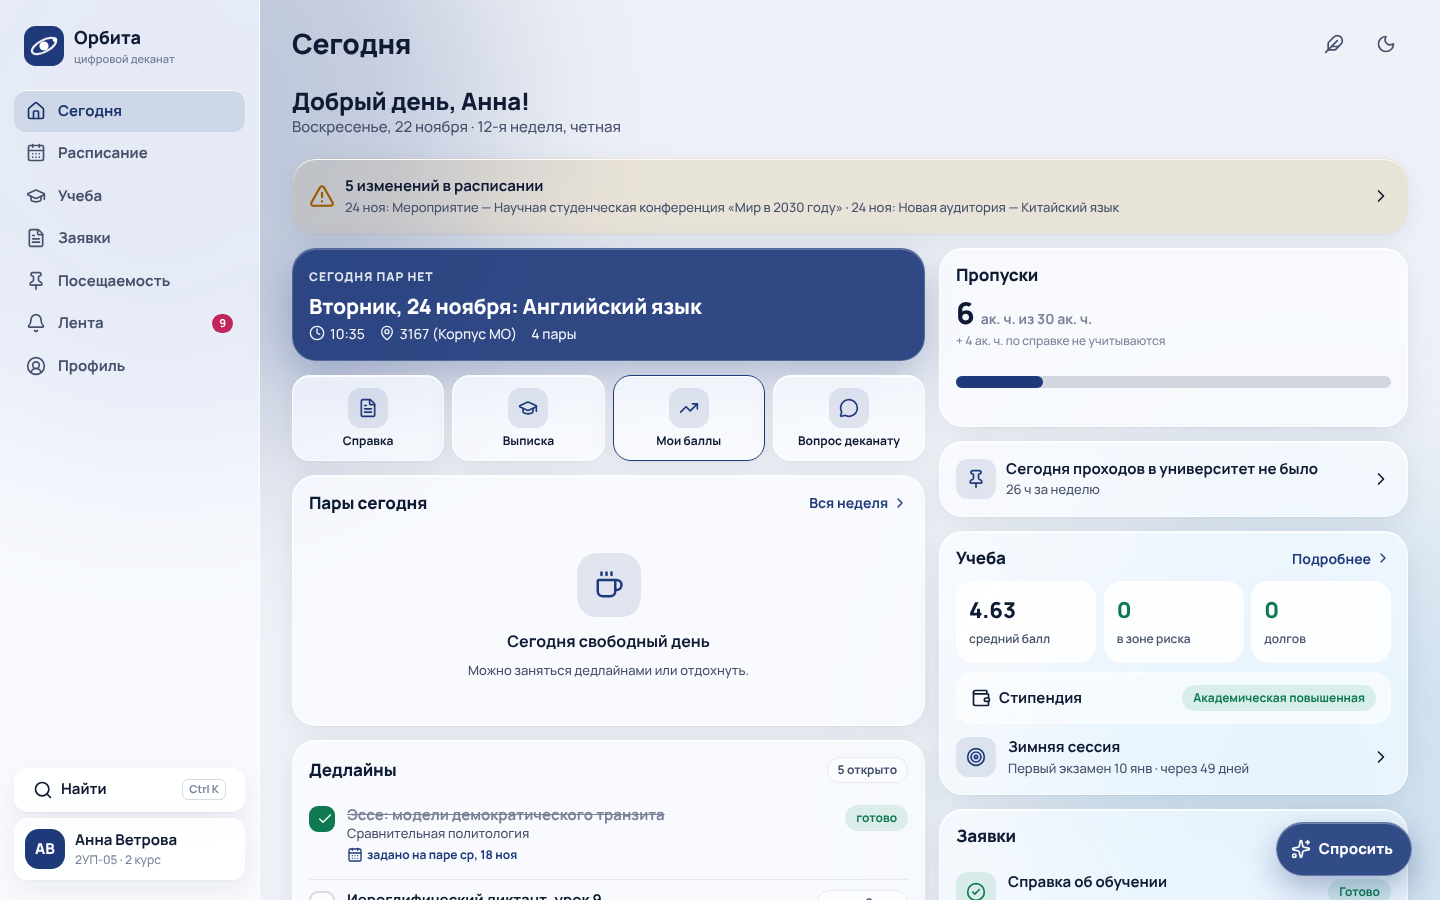 Орбита
цифровой деканат
Сегодня
Расписание
Учеба
Заявки
Посещаемость
Лента
9
Профиль
Найти
Ctrl K
АВ
Анна Ветрова
2УП-05 · 2 курс
Сегодня
Добрый день, Анна!
Воскресенье, 22 ноября · 12-я неделя, четная
5 изменений в расписании
24 ноя: Мероприятие — Научная студенческая конференция «Мир в 2030 году» · 24 ноя: Новая аудитория — Китайский язык
СЕГОДНЯ ПАР НЕТ
Вторник, 24 ноября: Английский язык
10:35 3167 (Корпус МО) 4 пары
Справка
Выписка
Мои баллы
Вопрос деканату
Пары сегодня
Вся неделя
Сегодня свободный день
Можно заняться дедлайнами или отдохнуть.
Дедлайны
5 открыто
Эссе: модели демократического транзита
готово
Сравнительная политология
задано на паре ср, 18 ноя
Иероглифический диктант, урок 9
Пропуски
6 ак. ч. из 30 ак. ч.
+ 4 ак. ч. по справке не учитываются
Сегодня проходов в университет не было
26 ч за неделю
Учеба
Подробнее
4.63
средний балл
0
в зоне риска
0
долгов
Стипендия
Академическая повышенная
Зимняя сессия
Первый экзамен 10 янв · через 49 дней
Заявки
Справка об обучении
Готово
Спросить